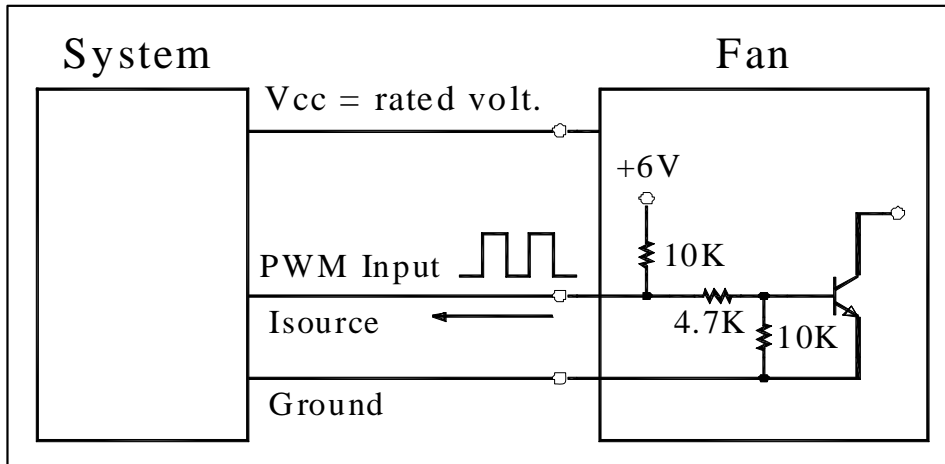 System
Fan
Vcc = rated volt.
+6V
10K
PWM Input
4.7K
10K
Isource
Ground